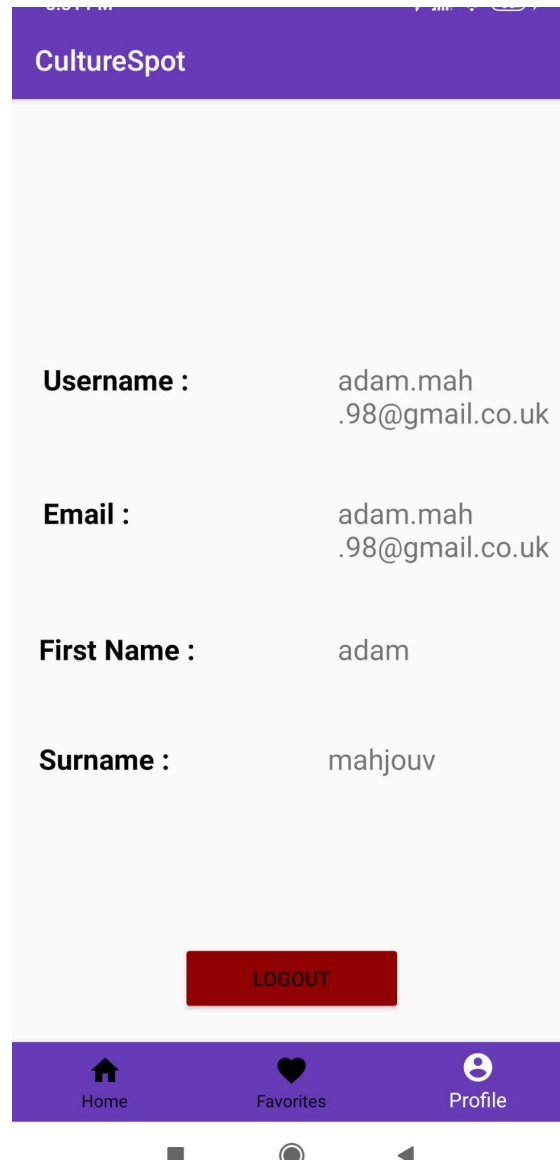 CultureSpot
Username :
adam.mah
.98@gmail.co.uk
Email :
adam.mah
.98@gmail.co.uk
First Name :
adam
Surname :
mahjouv
LOGOUT
Home
Favorites
Profile